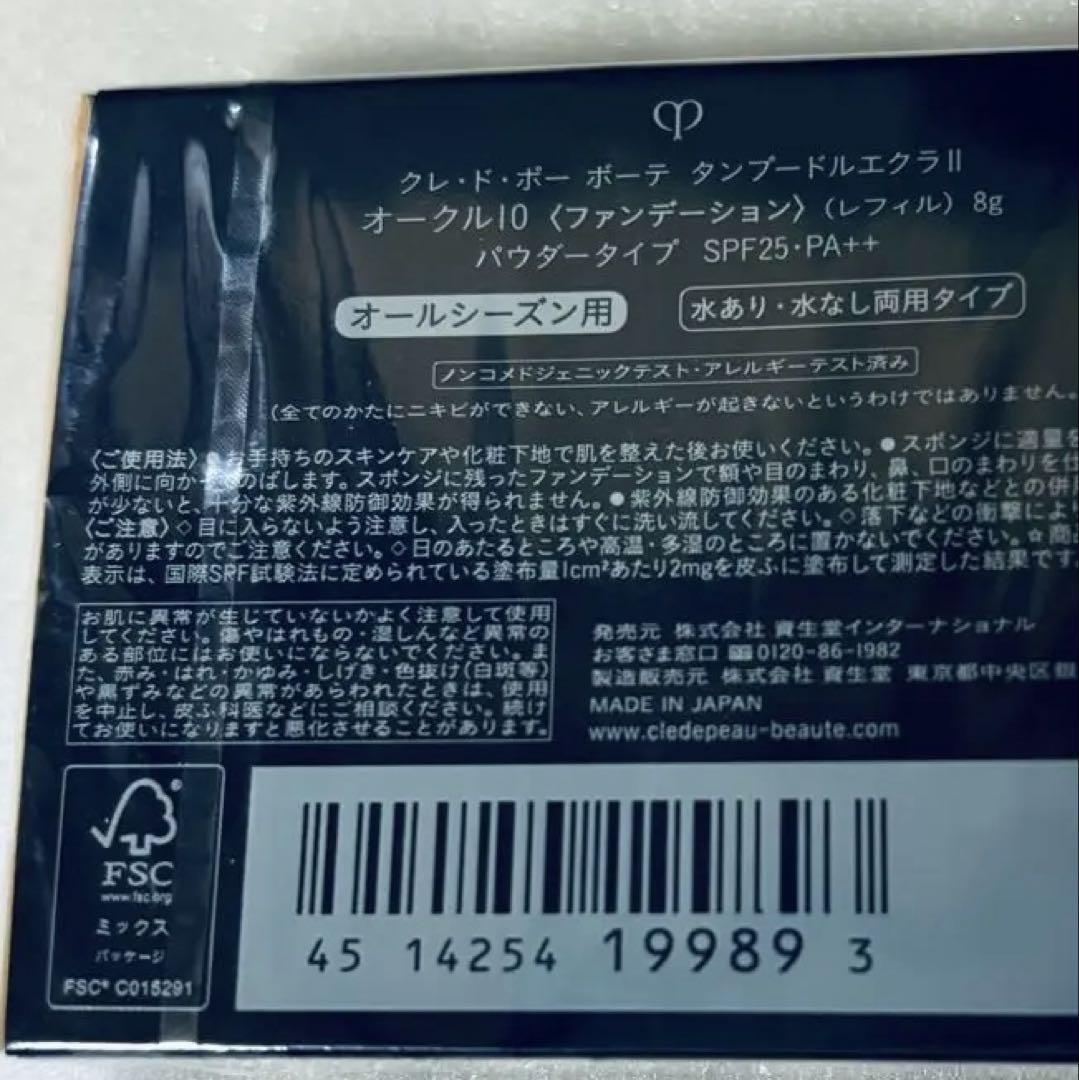 クレ・ド・ポー ボーテ タンプードルエクラⅡ
オークル10〈ファンデーション〉(レフィル) 8g
パウダータイプ SPF25・PA++
オールシーズン用
水あり・水なし両用タイプ
ノンコメドジェニックテスト・アレルギーテスト済み
(全てのかたにニキビができない、アレルギーが起きないというわけではありません。
〈ご使用法〉●お手持ちのスキンケアや化粧下地で肌を整えた後お使いください。●スポンジに適量を
外側に向かってのばします。スポンジに残ったファンデーションで額や目のまわり、鼻、口のまわりを仕
が少ないと、十分な紫外線防御効果が得られません。●紫外線防御効果のある化粧下地などとの併用
〈ご注意〉◇目に入らないよう注意し、入ったときはすぐに洗い流してください。◇落下などの衝撃により
がありますのでご注意ください。◇日のあたるところや高温・多湿のところに置かないでください。☆商品
表示は、国際SPF試験法に定められている塗布量1cm²あたり2mgを皮ふに塗布して測定した結果です。
お肌に異常が生じていないかよく注意して使用
してください。傷やはれもの・湿しんなど異常の
ある部位にはお使いにならないでください。ま
た、赤み・はれ・かゆみ・しげき・色抜け(白斑等)
や黒ずみなどの異常があらわれたときは、使用
を中止し、皮ふ科医などにご相談ください。続け
てお使いになりますと悪化させることがあります。
発売元 株式会社 資生堂インターナショナル
お客さま窓口 0120-86-1982
製造販売元 株式会社 資生堂 東京都中央区銀
MADE IN JAPAN
www.cledepeau-beaute.com
FSC
www.fsc.org
ミックス
パッケージ
FSC® C015291
45 14254 19989 3